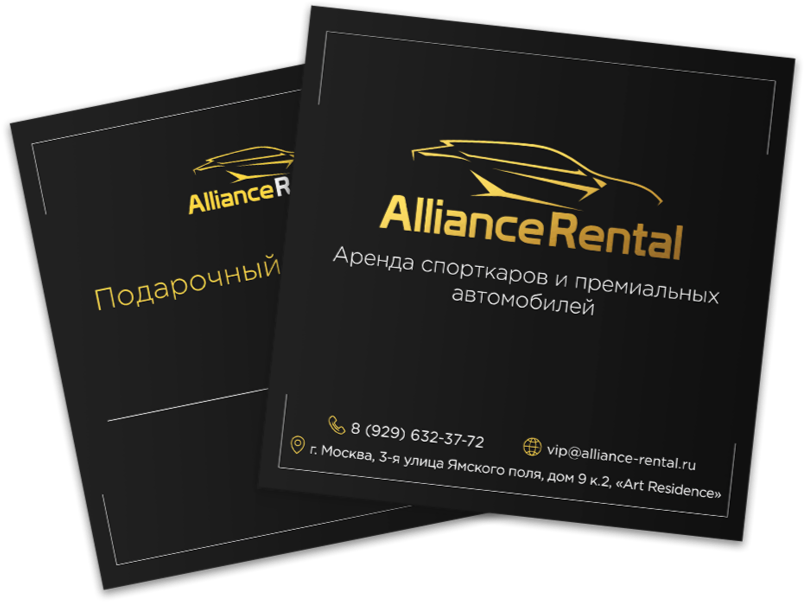 AllianceRental
Аренда спорткаров и премиальных
автомобилей
8 (929) 632-37-72
vip@alliance-rental.ru
г. Москва, 3-я улица Ямского поля, дом 9 к.2, «Art Residence»
AllianceR
Подарочный